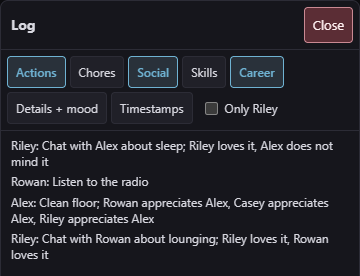 Log
Close
Actions
Chores
Social
Skills
Career
Details + mood
Timestamps
Only Riley
Riley: Chat with Alex about sleep; Riley loves it, Alex does not
mind it
Rowan: Listen to the radio
Alex: Clean floor; Rowan appreciates Alex, Casey appreciates
Alex, Riley appreciates Alex
Riley: Chat with Rowan about lounging; Riley loves it, Rowan
loves it